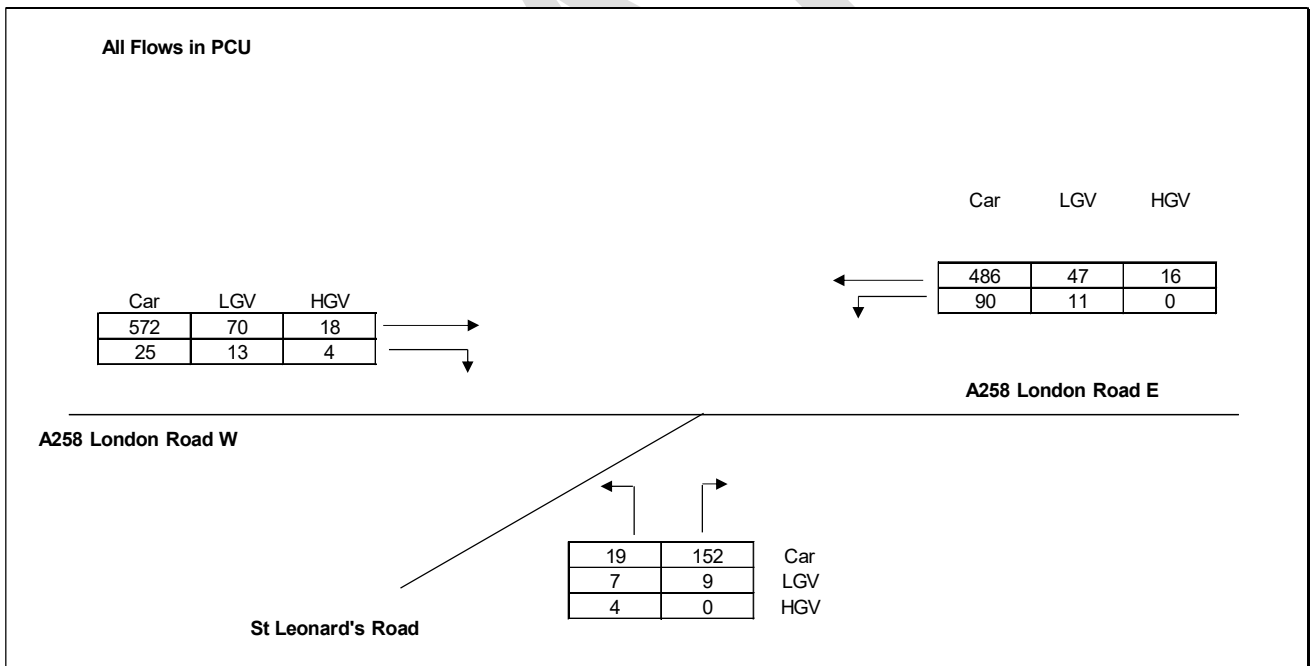 All Flows in PCU
Car LGV HGV
486 47 16
90 11 0
Car LGV HGV
572 70 18
25 13 4
A258 London Road E
A258 London Road W
19 152 Car
7 9 LGV
4 0 HGV
St Leonard's Road